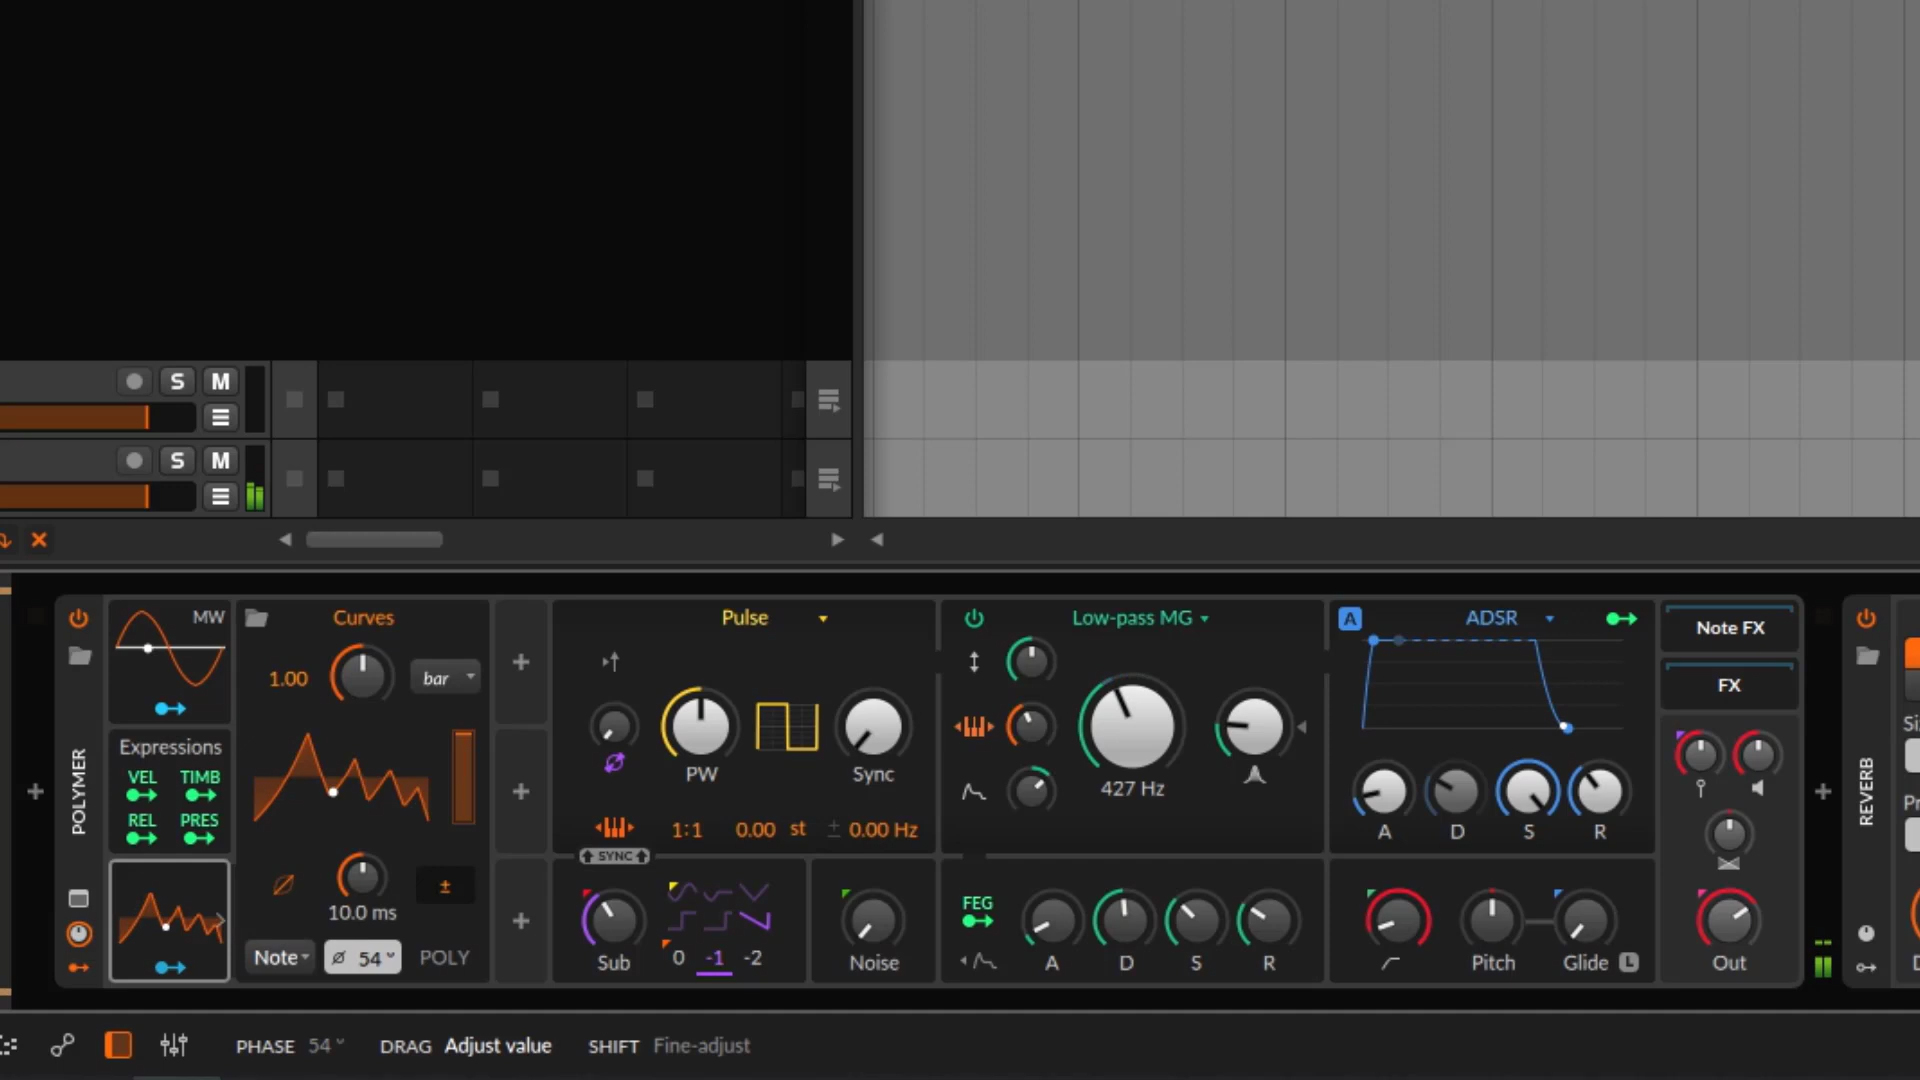 S M
S M
POLYMER
MW
Expressions
VEL TIMB
REL PRES
Curves
1.00 bar
10.0 ms ±
Note ø 54˅ POLY
Pulse
PW Sync
1:1 0.00 st ± 0.00 Hz
SYNC
Sub 0 -1 -2
Noise
Low-pass MG
427 Hz
FEG
A D S R
A ADSR
A D S R
Pitch Glide L
Note FX
FX
Out
REVERB
PHASE 54˅ DRAG Adjust value SHIFT Fine-adjust